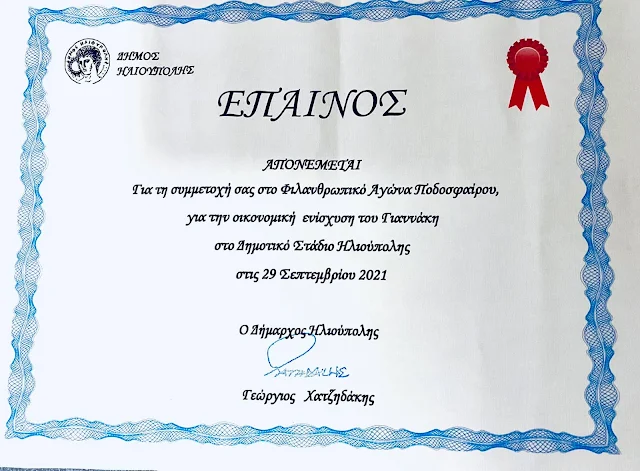 ΔΗΜΟΣ
ΗΛΙΟΥΠΟΛΗΣ
ΕΠΑΙΝΟΣ
ΑΠΟΝΕΜΕΤΑΙ
Για τη συμμετοχή σας στο Φιλανθρωπικό Αγώνα Ποδοσφαίρου,
για την οικονομική ενίσχυση του Γιαννάκη
στο Δημοτικό Στάδιο Ηλιούπολης
στις 29 Σεπτεμβρίου 2021
Ο Δήμαρχος Ηλιούπολης
Γεώργιος Χατζηδάκης